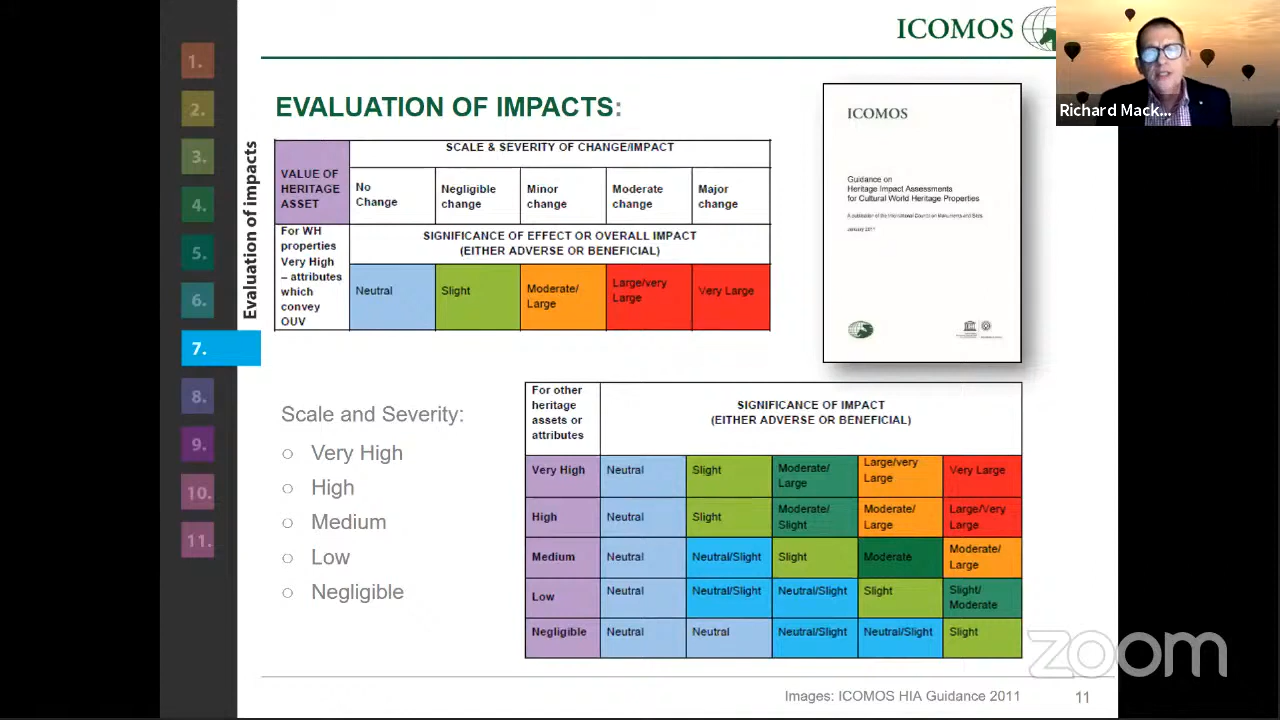 ICOMOS
Richard Mack...
1.
2.
3.
4.
5.
6.
7.
8.
9.
10.
11.
Evaluation of impacts
EVALUATION OF IMPACTS:
VALUE OF
HERITAGE
ASSET
SCALE & SEVERITY OF CHANGE/IMPACT
No
Change
Negligible
change
Minor
change
Moderate
change
Major
change
For WH
properties
Very High
– attributes
which
convey
OUV
SIGNIFICANCE OF EFFECT OR OVERALL IMPACT
(EITHER ADVERSE OR BENEFICIAL)
Neutral
Slight
Moderate/
Large
Large/very
Large
Very Large
ICOMOS
Guidance on
Heritage Impact Assessments
for Cultural World Heritage Properties
A publication of the International Council on Monuments and Sites
January 2011
Scale and Severity:
○ Very High
○ High
○ Medium
○ Low
○ Negligible
For other
heritage
assets or
attributes
SIGNIFICANCE OF IMPACT
(EITHER ADVERSE OR BENEFICIAL)
Very High
Neutral
Slight
Moderate/
Large
Large/very
Large
Very Large
High
Neutral
Slight
Moderate/
Slight
Moderate/
Large
Large/Very
Large
Medium
Neutral
Neutral/Slight
Slight
Moderate
Moderate/
Large
Low
Neutral
Neutral/Slight
Neutral/Slight
Slight
Slight/
Moderate
Negligible
Neutral
Neutral
Neutral/Slight
Neutral/Slight
Slight
zoom
Images: ICOMOS HIA Guidance 2011
11